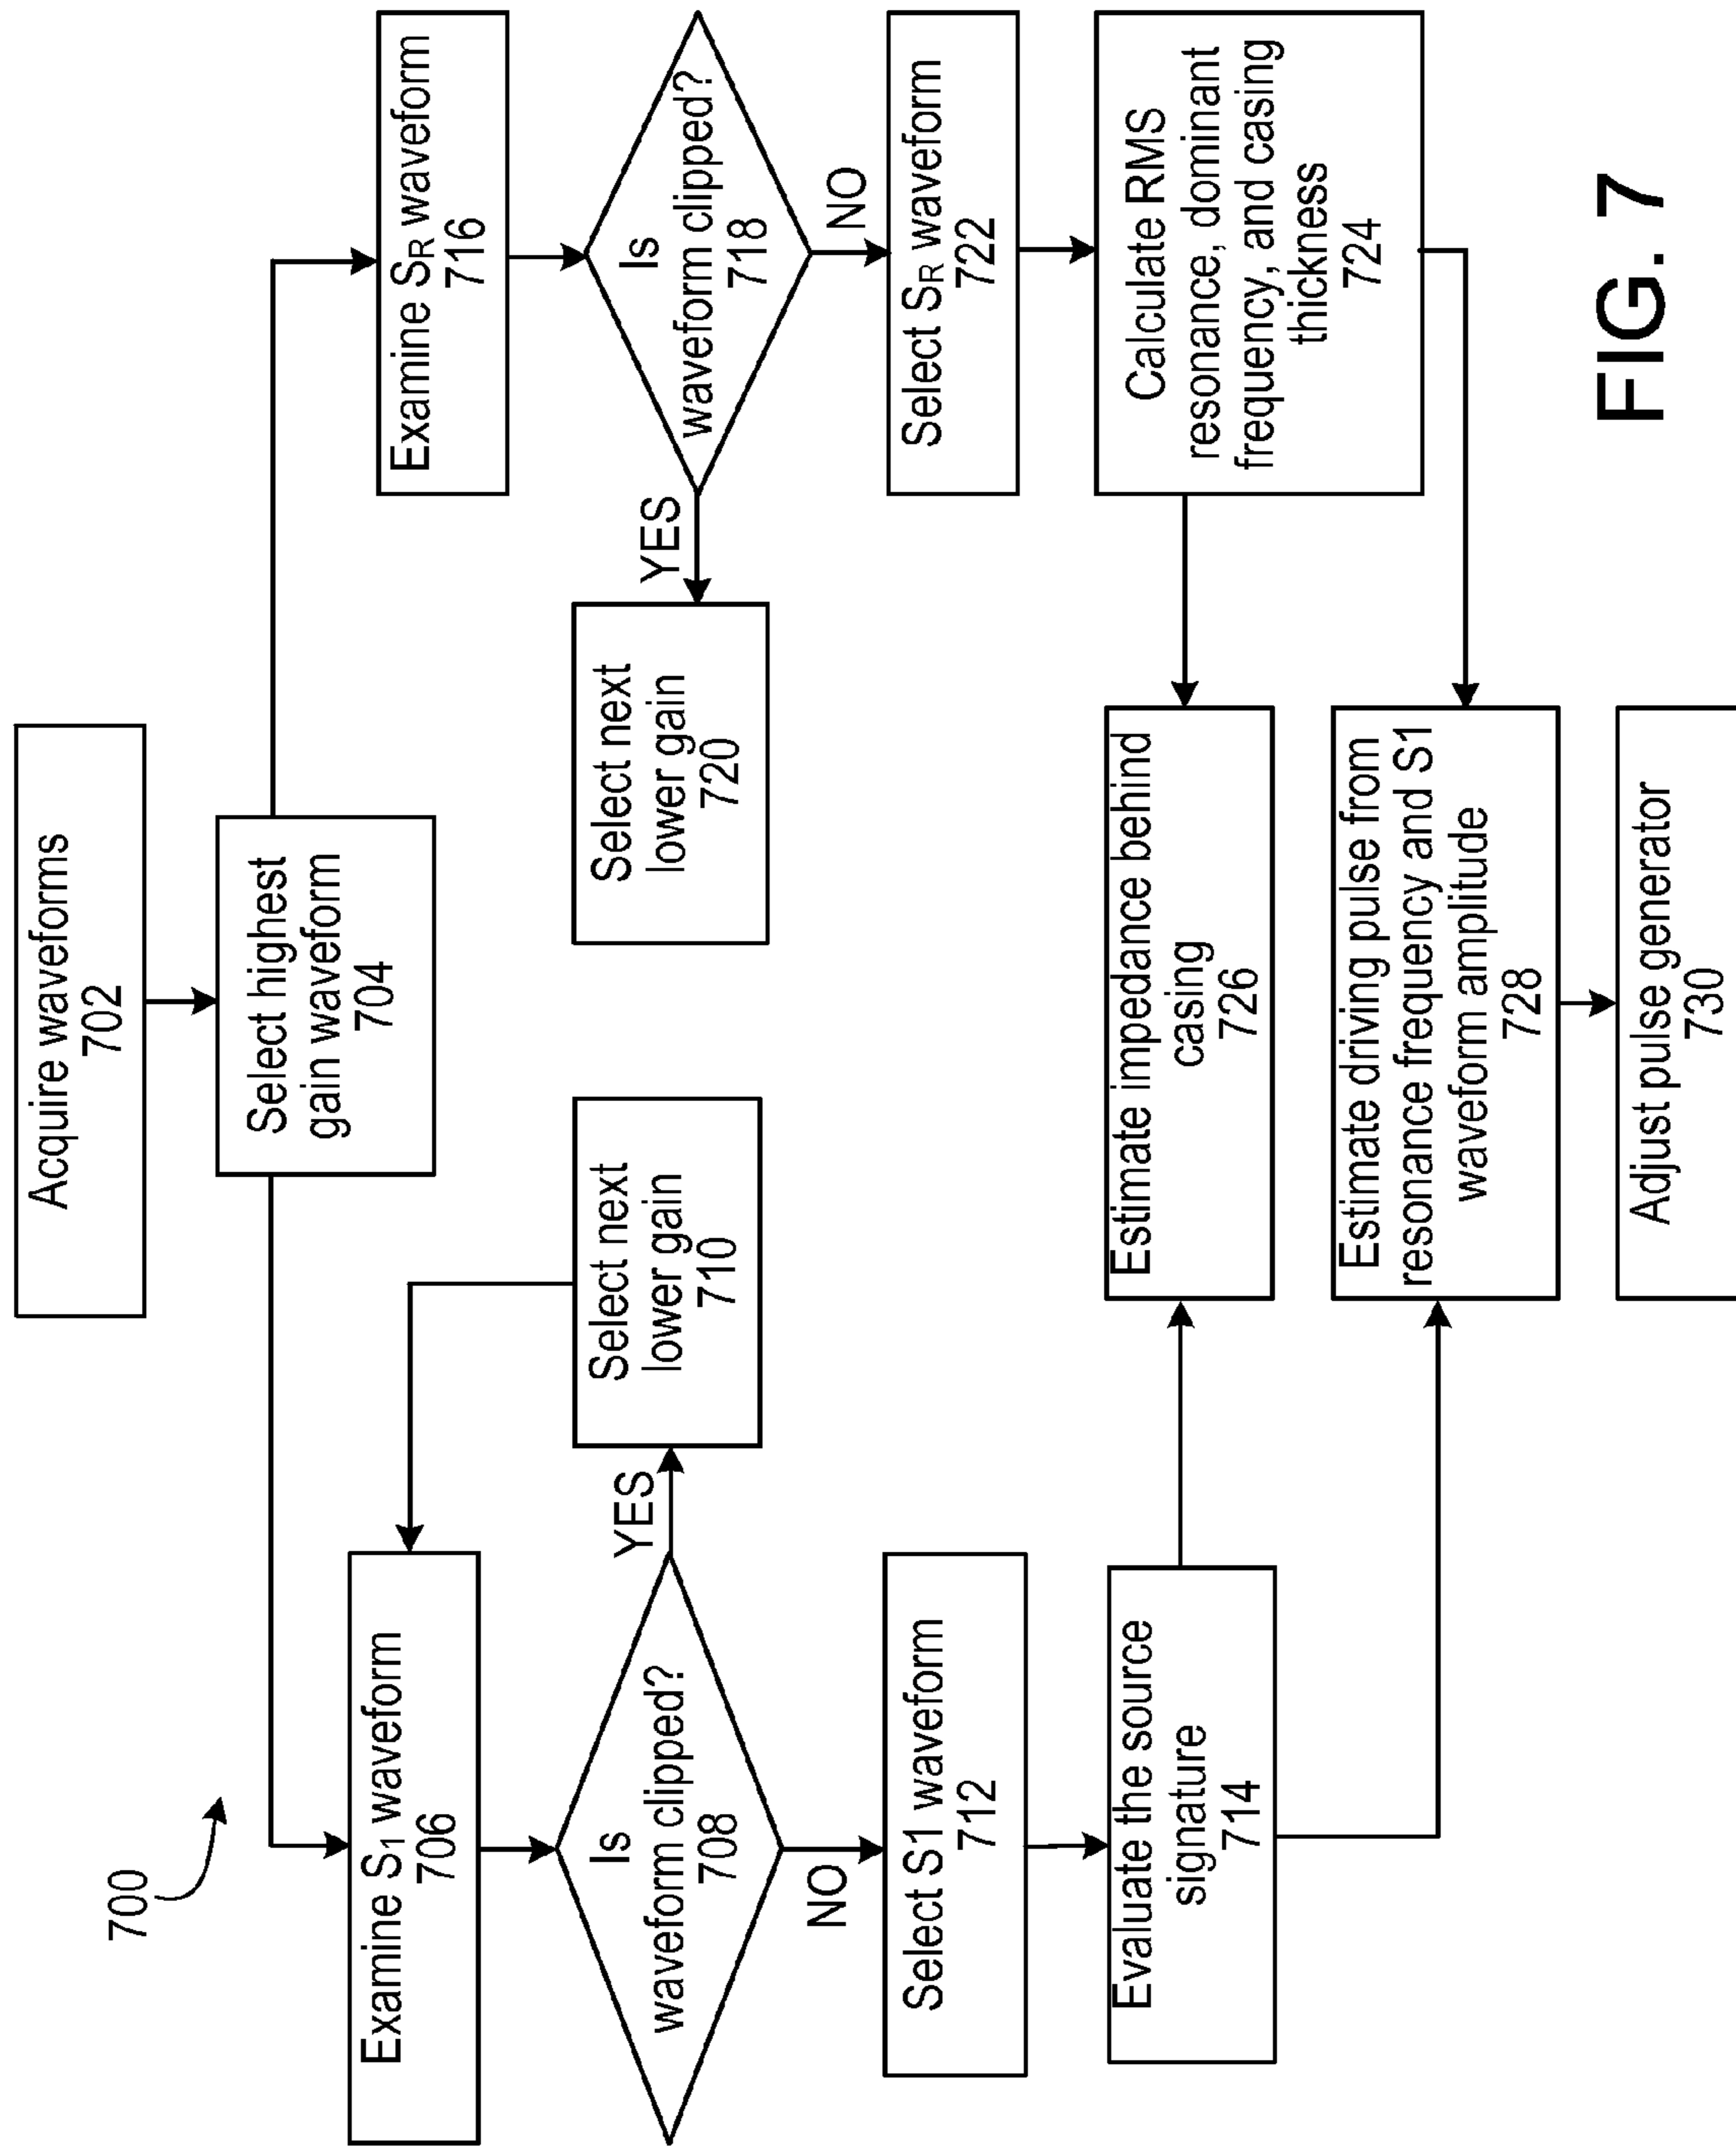 700
Acquire waveforms
702
Select highest
gain waveform
704
Examine S1 waveform
706
Is
waveform clipped?
708
YES
Select next
lower gain
710
NO
Select S1 waveform
712
Evaluate the source
signature
714
Examine SR waveform
716
Is
waveform clipped?
718
YES
Select next
lower gain
720
NO
Select SR waveform
722
Calculate RMS
resonance, dominant
frequency, and casing
thickness
724
Estimate impedance behind
casing
726
Estimate driving pulse from
resonance frequency and S1
waveform amplitude
728
Adjust pulse generator
730
FIG. 7